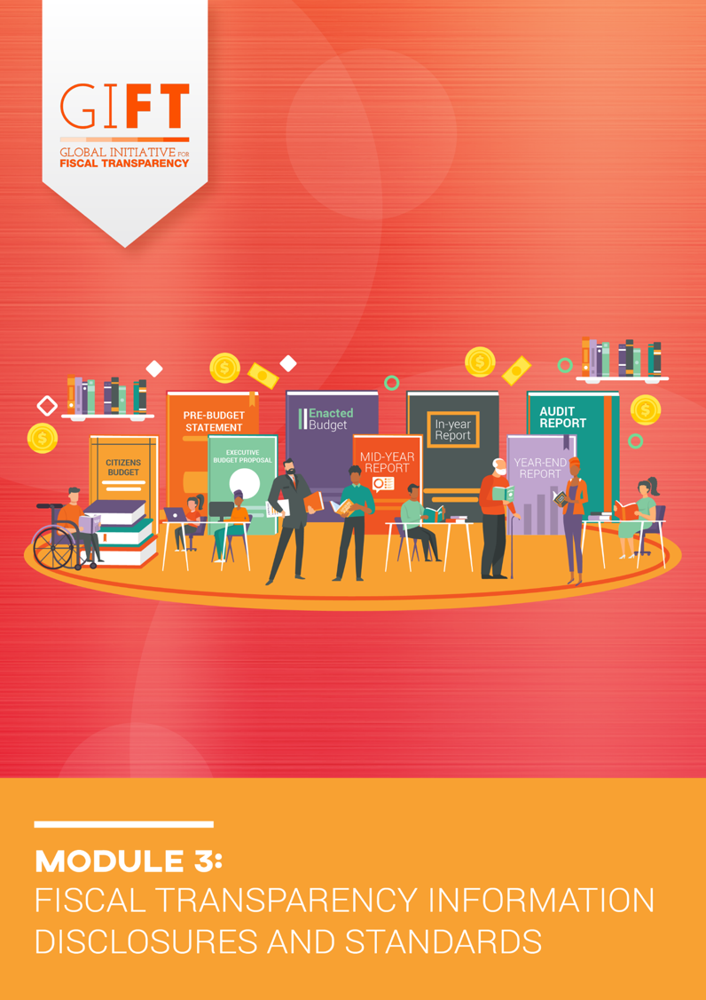 GIFT
GLOBAL INITIATIVE FOR
FISCAL TRANSPARENCY
PRE-BUDGET
STATEMENT
Enacted
Budget
In-year
Report
AUDIT
REPORT
CITIZENS
BUDGET
EXECUTIVE
BUDGET PROPOSAL
MID-YEAR
REPORT
YEAR-END
REPORT
MODULE 3:
FISCAL TRANSPARENCY INFORMATION
DISCLOSURES AND STANDARDS